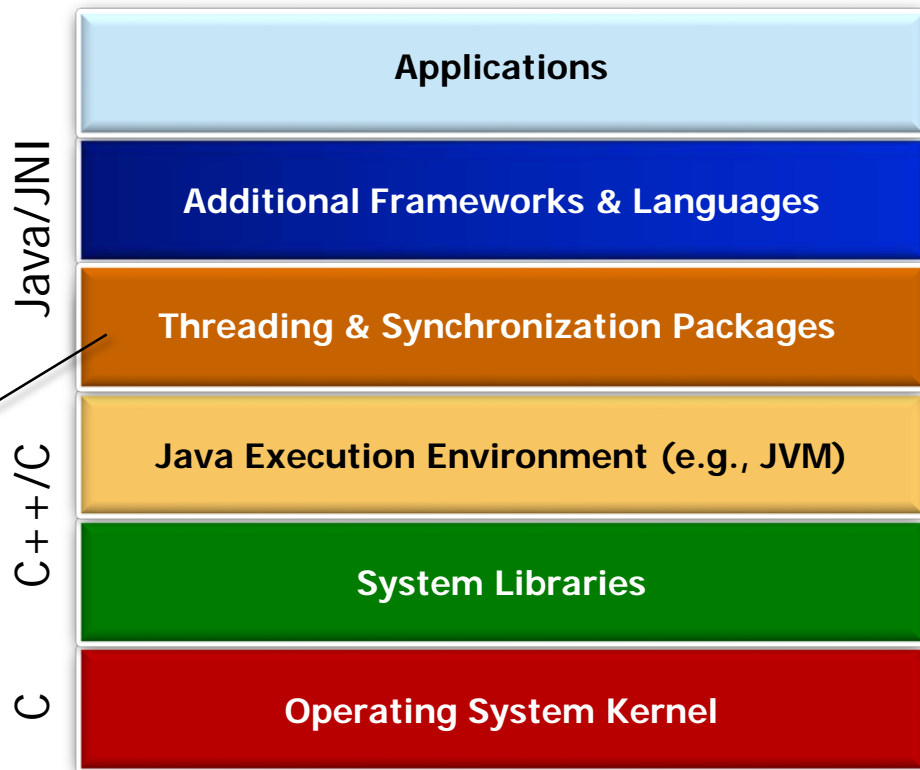 Applications
Java/JNI
Additional Frameworks & Languages
Threading & Synchronization Packages
C++/C
Java Execution Environment (e.g., JVM)
System Libraries
C
Operating System Kernel